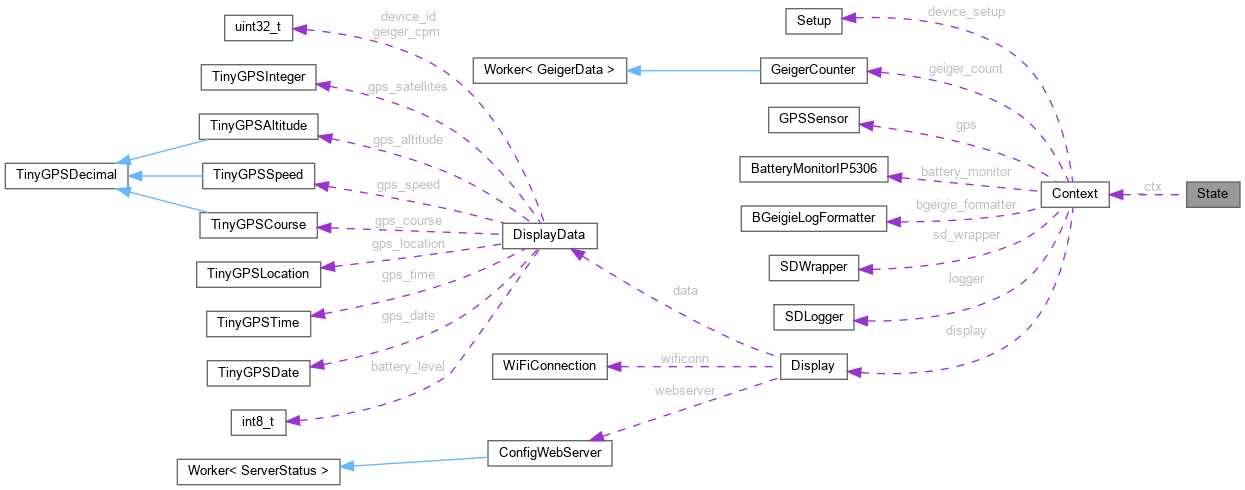 device_id
geiger_cpm
uint32_t
Setup
device_setup
TinyGPSInteger
gps_satellites
Worker< GeigerData >
GeigerCounter
geiger_count
TinyGPSAltitude
gps_altitude
GPSSensor
gps
TinyGPSDecimal
TinyGPSSpeed
gps_speed
BatteryMonitorIP5306
battery_monitor
Context
_ctx
State
TinyGPSCourse
gps_course
DisplayData
BGeigieLogFormatter
bgeigie_formatter
sd_wrapper
gps_location
TinyGPSLocation
SDWrapper
gps_time
data
logger
TinyGPSTime
gps_date
SDLogger
display
TinyGPSDate
battery_level
WiFiConnection
wificonn
Display
webserver
int8_t
ConfigWebServer
Worker< ServerStatus >